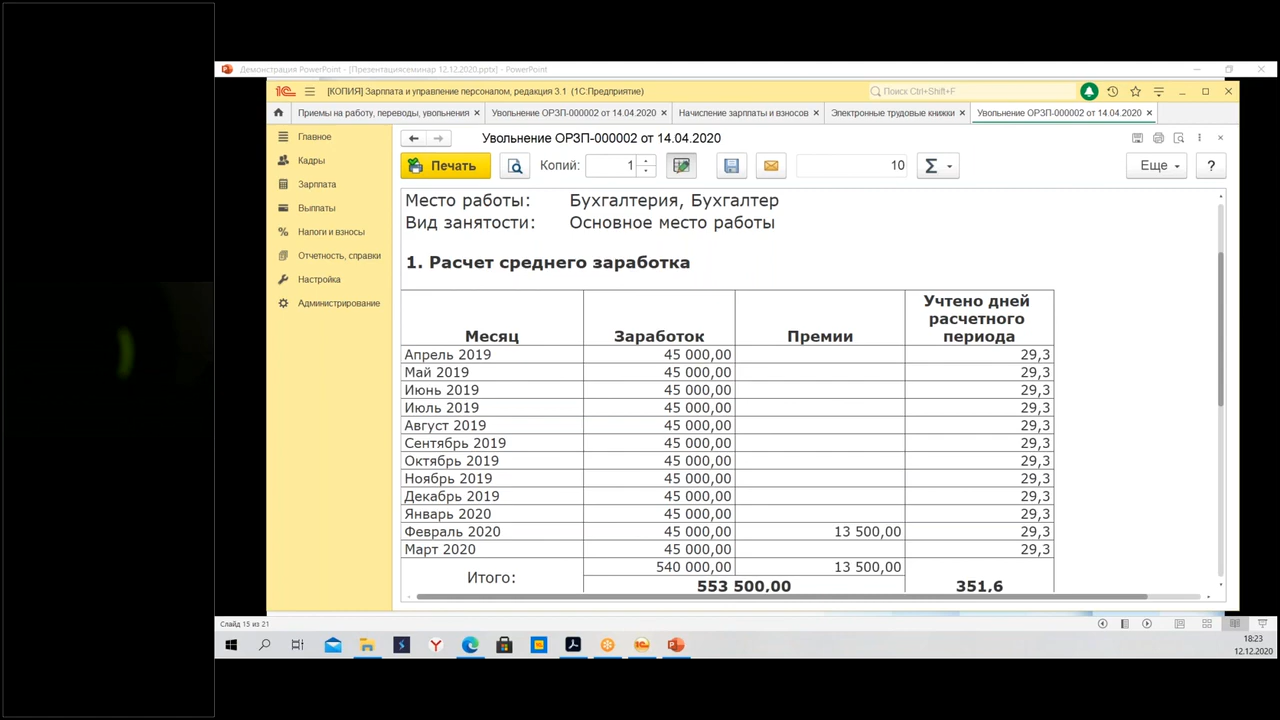 Демонстрация PowerPoint - [Презентациясеминар 12.12.2020.pptx] - PowerPoint
1С [КОПИЯ] Зарплата и управление персоналом, редакция 3.1 (1С:Предприятие)
Поиск Ctrl+Shift+F
Приемы на работу, переводы, увольнения × Увольнение ОРЗП-000002 от 14.04.2020 × Начисление зарплаты и взносов × Электронные трудовые книжки × Увольнение ОРЗП-000002 от 14.04.2020 ×
Главное
Кадры
Зарплата
Выплаты
Налоги и взносы
Отчетность, справки
Настройка
Администрирование
Увольнение ОРЗП-000002 от 14.04.2020
Печать Копий: 1 10 Σ Еще ?
Место работы: Бухгалтерия, Бухгалтер
Вид занятости: Основное место работы
1. Расчет среднего заработка
Месяц Заработок Премии Учтено дней расчетного периода
Апрель 2019 45 000,00 29,3
Май 2019 45 000,00 29,3
Июнь 2019 45 000,00 29,3
Июль 2019 45 000,00 29,3
Август 2019 45 000,00 29,3
Сентябрь 2019 45 000,00 29,3
Октябрь 2019 45 000,00 29,3
Ноябрь 2019 45 000,00 29,3
Декабрь 2019 45 000,00 29,3
Январь 2020 45 000,00 29,3
Февраль 2020 45 000,00 13 500,00 29,3
Март 2020 45 000,00 29,3
Итого: 540 000,00 13 500,00
553 500,00 351,6
Слайд 15 из 21
18:23
12.12.2020